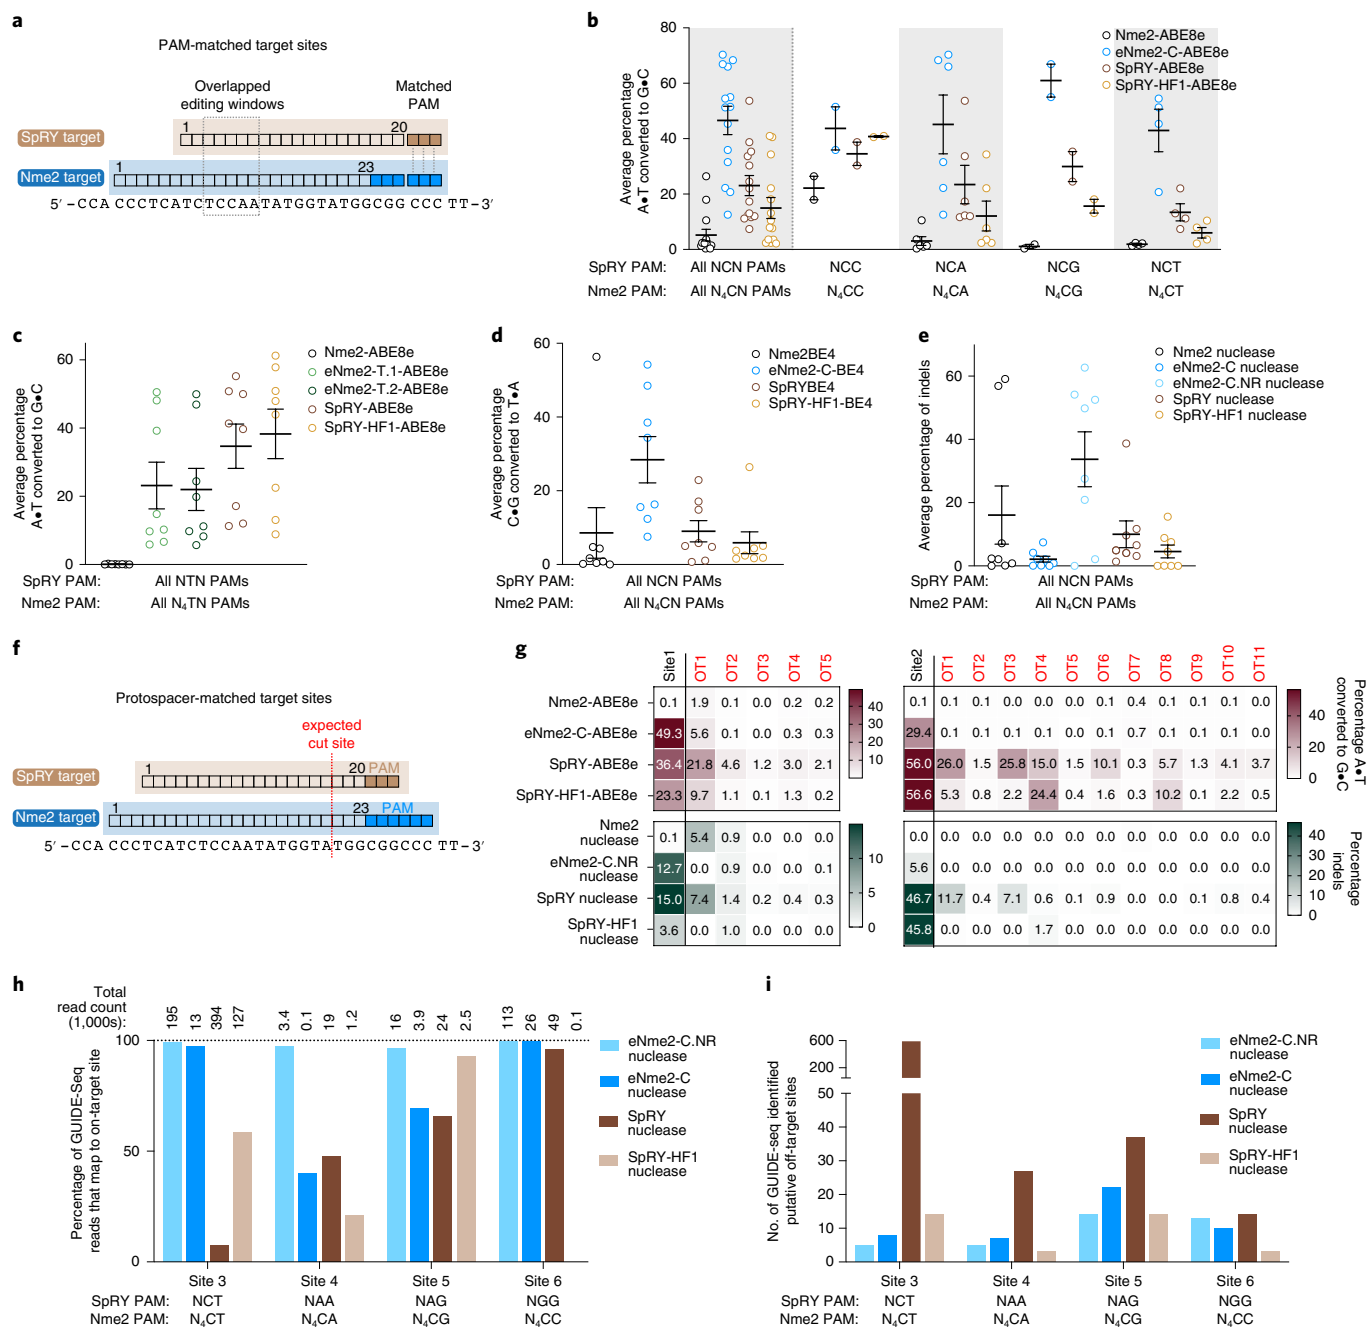 a
PAM-matched target sites
Overlapped
editing windows
Matched
PAM
SpRY target
1
20
Nme2 target
1
23
5′ –CCA CCCTCATCTCCAATATGGTATGGCGG CCC TT–3′
b
Average percentage
A•T converted to G•C
80
60
40
20
0
Nme2-ABE8e
eNme2-C-ABE8e
SpRY-ABE8e
SpRY-HF1-ABE8e
SpRY PAM: All NCN PAMs NCC NCA NCG NCT
Nme2 PAM: All N₄CN PAMs N₄CC N₄CA N₄CG N₄CT
c
Average percentage
A•T converted to G•C
60
40
20
0
Nme2-ABE8e
eNme2-T.1-ABE8e
eNme2-T.2-ABE8e
SpRY-ABE8e
SpRY-HF1-ABE8e
SpRY PAM: All NTN PAMs
Nme2 PAM: All N₄TN PAMs
d
Average percentage
C•G converted to T•A
60
40
20
0
Nme2BE4
eNme2-C-BE4
SpRYBE4
SpRY-HF1-BE4
SpRY PAM: All NCN PAMs
Nme2 PAM: All N₄CN PAMs
e
Average percentage of indels
60
40
20
0
Nme2 nuclease
eNme2-C nuclease
eNme2-C.NR nuclease
SpRY nuclease
SpRY-HF1 nuclease
SpRY PAM: All NCN PAMs
Nme2 PAM: All N₄CN PAMs
f
Protospacer-matched target sites
expected
cut site
SpRY target
1
20
PAM
Nme2 target
1
23
PAM
5′ –CCA CCCTCATCTCCAATATGGTATGGCGGCCC TT–3′
g
Site1 OT1 OT2 OT3 OT4 OT5
Nme2-ABE8e 0.1 1.9 0.1 0.0 0.2 0.2
eNme2-C-ABE8e 49.3 5.6 0.1 0.0 0.3 0.3
SpRY-ABE8e 36.4 21.8 4.6 1.2 3.0 2.1
SpRY-HF1-ABE8e 23.3 9.7 1.1 0.1 1.3 0.2
40
30
20
10
Nme2
nuclease 0.1 5.4 0.9 0.0 0.0 0.0
eNme2-C.NR
nuclease 12.7 0.0 0.9 0.0 0.0 0.1
SpRY nuclease 15.0 7.4 1.4 0.2 0.4 0.3
SpRY-HF1
nuclease 3.6 0.0 1.0 0.0 0.0 0.0
10
5
0
Site2 OT1 OT2 OT3 OT4 OT5 OT6 OT7 OT8 OT9 OT10 OT11
0.1 0.1 0.1 0.1 0.0 0.0 0.1 0.4 0.1 0.1 0.1 0.0
29.4 0.1 0.1 0.1 0.1 0.1 0.1 0.7 0.1 0.1 0.1 0.0
56.0 26.0 1.5 25.8 15.0 1.5 10.1 0.3 5.7 1.3 4.1 3.7
56.6 5.3 0.8 2.2 24.4 0.4 1.6 0.3 10.2 0.1 2.2 0.5
40
20
0
Percentage A•T
converted to G•C
0.0 0.0 0.0 0.0 0.0 0.0 0.0 0.0 0.0 0.0 0.0 0.0
5.6 0.0 0.0 0.0 0.0 0.0 0.0 0.0 0.0 0.0 0.0 0.0
46.7 11.7 0.4 7.1 0.6 0.1 0.9 0.0 0.1 0.0 0.8 0.4
45.8 0.0 0.0 0.0 1.7 0.0 0.0 0.0 0.0 0.0 0.0 0.0
40
30
20
10
0
Percentage
indels
h
Total
read count
(1,000s):
195 13 394 127 3.4 0.1 19 1.2 16 3.9 24 2.5 113 26 49 0.1
Percentage of GUIDE-Seq
reads that map to on-target site
100
50
0
eNme2-C.NR
nuclease
eNme2-C
nuclease
SpRY
nuclease
SpRY-HF1
nuclease
Site 3 Site 4 Site 5 Site 6
SpRY PAM: NCT NAA NAG NGG
Nme2 PAM: N₄CT N₄CA N₄CG N₄CC
i
No. of GUIDE-seq identified
putative off-target sites
600
200
50
40
30
20
10
0
eNme2-C.NR
nuclease
eNme2-C
nuclease
SpRY
nuclease
SpRY-HF1
nuclease
Site 3 Site 4 Site 5 Site 6
SpRY PAM: NCT NAA NAG NGG
Nme2 PAM: N₄CT N₄CA N₄CG N₄CC